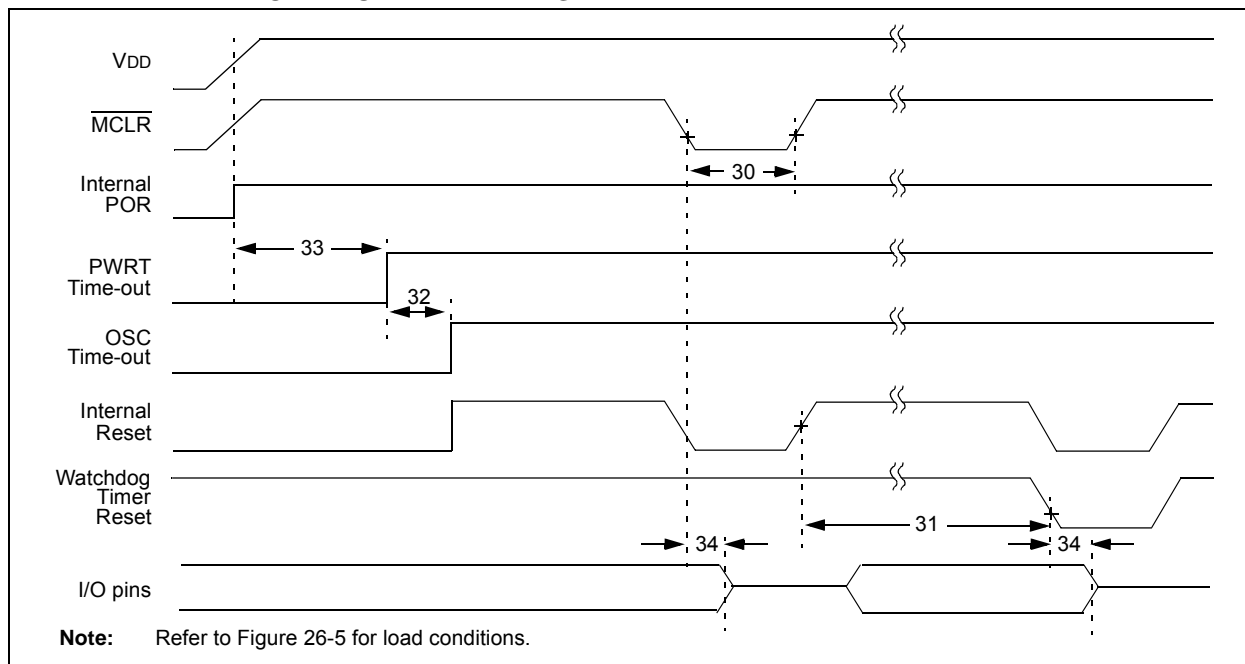 VDD
MCLR
30
Internal
POR
33
PWRT
Time-out
32
OSC
Time-out
Internal
Reset
Watchdog
Timer
Reset
31
34
34
I/O pins
Note: Refer to Figure 26-5 for load conditions.